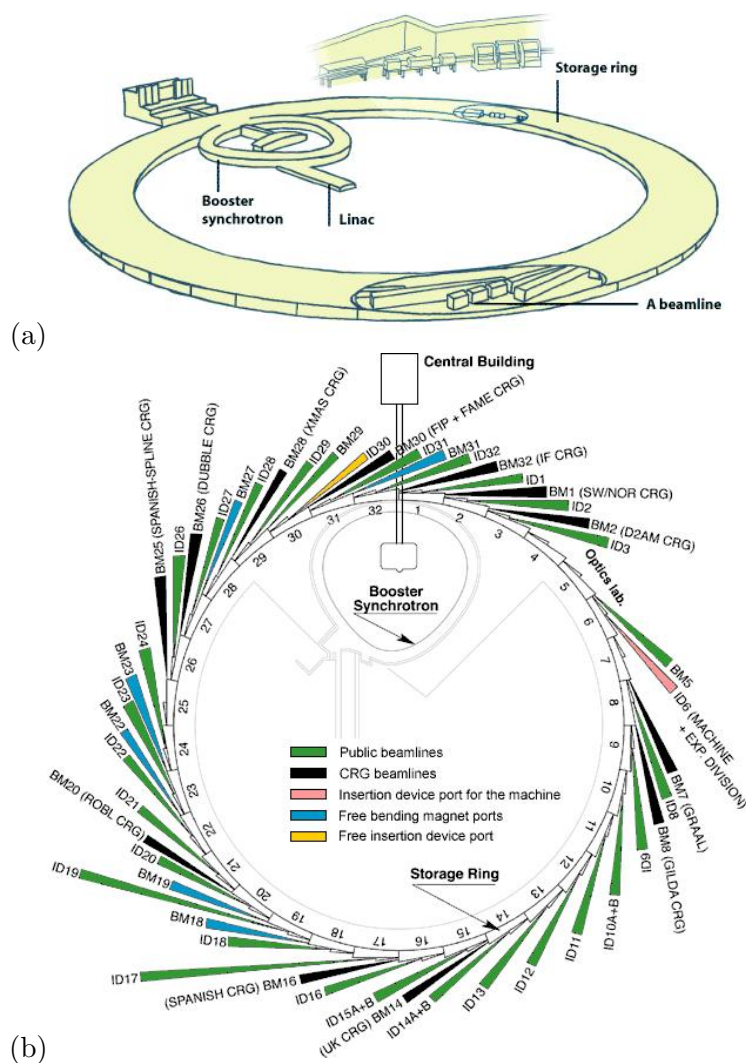 Storage ring
Booster
synchrotron
Linac
A beamline
(a)
Central Building
BM25 (SPANISH-SPLINE CRG)
ID26
BM26 (DUBBLE CRG)
ID27
BM27
ID28
BM28 (XMAS CRG)
ID29
BM29
ID30
BM30 (FIP + FAME CRG)
ID31
BM31
ID32
BM32 (IF CRG)
ID1
BM1 (SW/NOR CRG)
ID2
BM2 (D2AM CRG)
ID3
Optics lab.
BM5
ID6 (MACHINE
+ EXP. DIVISION)
BM7 (GRAAL)
ID8
BM8 (GILDA CRG)
ID9
ID10A+B
ID11
ID12
ID13
ID14A+B
(UK CRG) BM14
ID15A+B
ID16
(SPANISH CRG) BM16
ID17
ID18
BM18
BM19
ID19
ID20
BM20 (ROBL CRG)
ID21
ID22
BM22
ID23
BM23
ID24
1
2
3
4
5
6
7
8
9
10
11
12
13
14
15
16
17
18
19
20
21
22
23
24
25
26
27
28
29
30
31
32
Booster
Synchrotron
Public beamlines
CRG beamlines
Insertion device port for the machine
Free bending magnet ports
Free insertion device port
Storage Ring
(b)